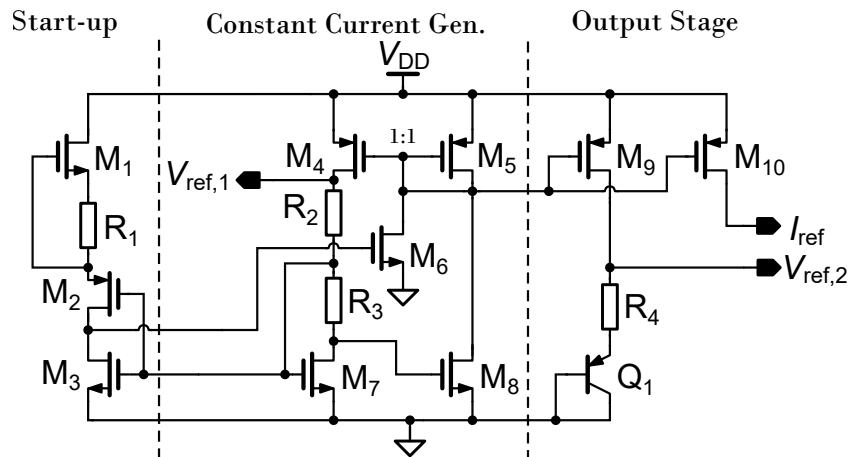 Start-up
Constant Current Gen.
Output Stage
VDD
1:1
M1
M4
M5
M9
M10
Vref,1
R2
R1
M6
Iref
M2
Vref,2
R3
R4
M3
M7
M8
Q1